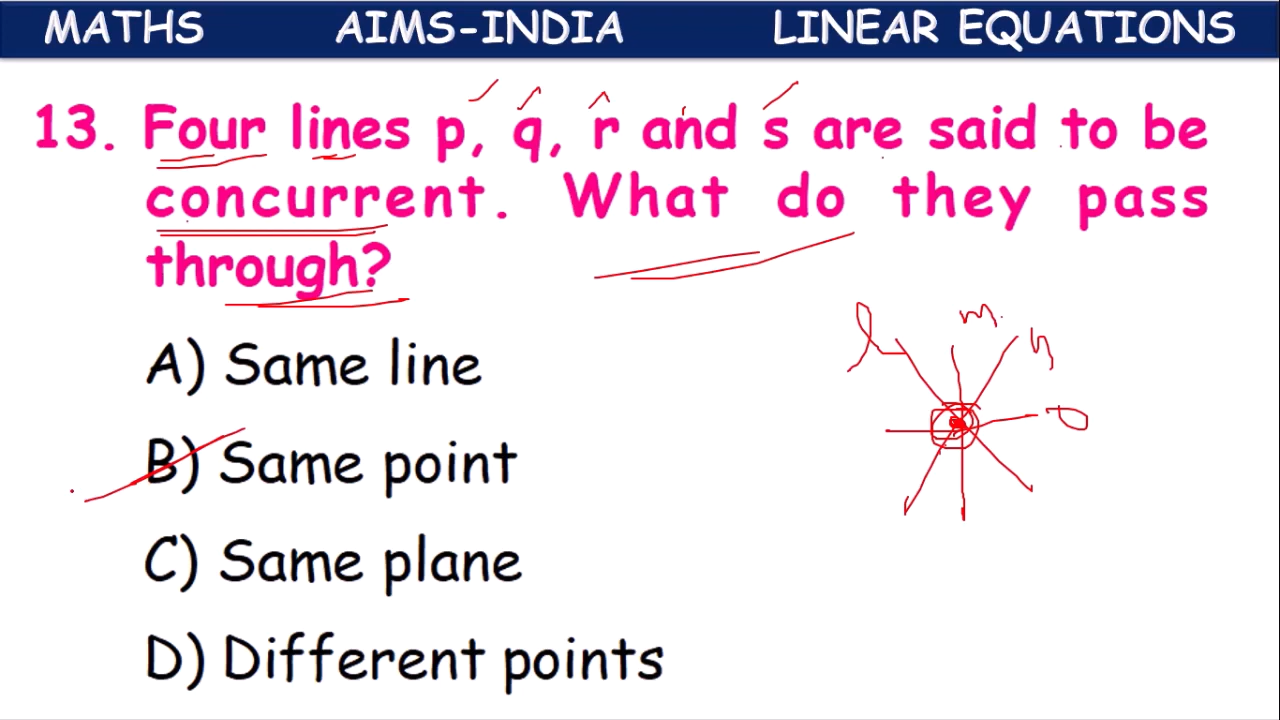 MATHS AIMS-INDIA LINEAR EQUATIONS
13. Four lines p, q, r and s are said to be
concurrent. What do they pass
through?
A) Same line
B) Same point
C) Same plane
D) Different points
l m n
o